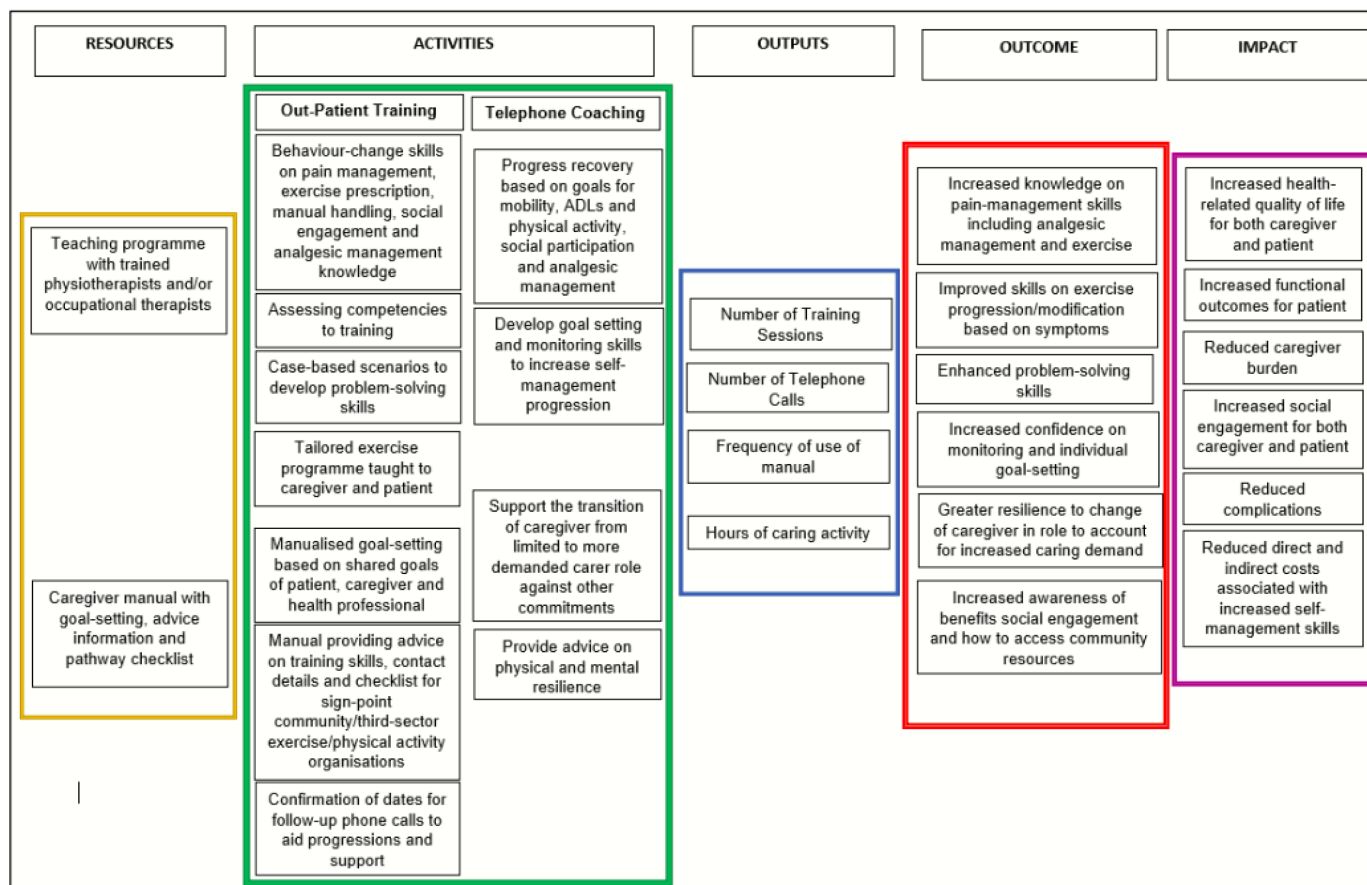 RESOURCES
ACTIVITIES
OUTPUTS
OUTCOME
IMPACT
Teaching programme
with trained
physiotherapists and/or
occupational therapists
Caregiver manual with
goal-setting, advice
information and
pathway checklist
Out-Patient Training
Behaviour-change skills
on pain management,
exercise prescription,
manual handling, social
engagement and
analgesic management
knowledge
Assessing competencies
to training
Case-based scenarios to
develop problem-solving
skills
Tailored exercise
programme taught to
caregiver and patient
Manualised goal-setting
based on shared goals
of patient, caregiver and
health professional
Manual providing advice
on training skills, contact
details and checklist for
sign-point
community/third-sector
exercise/physical activity
organisations
Confirmation of dates for
follow-up phone calls to
aid progressions and
support
Telephone Coaching
Progress recovery
based on goals for
mobility, ADLs and
physical activity,
social participation
and analgesic
management
Develop goal setting
and monitoring skills
to increase self-
management
progression
Support the transition
of caregiver from
limited to more
demanded carer role
against other
commitments
Provide advice on
physical and mental
resilience
Number of Training
Sessions
Number of Telephone
Calls
Frequency of use of
manual
Hours of caring activity
Increased knowledge on
pain-management skills
including analgesic
management and exercise
Improved skills on exercise
progression/modification
based on symptoms
Enhanced problem-solving
skills
Increased confidence on
monitoring and individual
goal-setting
Greater resilience to change
of caregiver in role to account
for increased caring demand
Increased awareness of
benefits social engagement
and how to access community
resources
Increased health-
related quality of life
for both caregiver and
patient
Increased functional
outcomes for patient
Reduced caregiver
burden
Increased social
engagement for both
caregiver and patient
Reduced
complications
Reduced direct and
indirect costs
associated with
increased self-
management skills